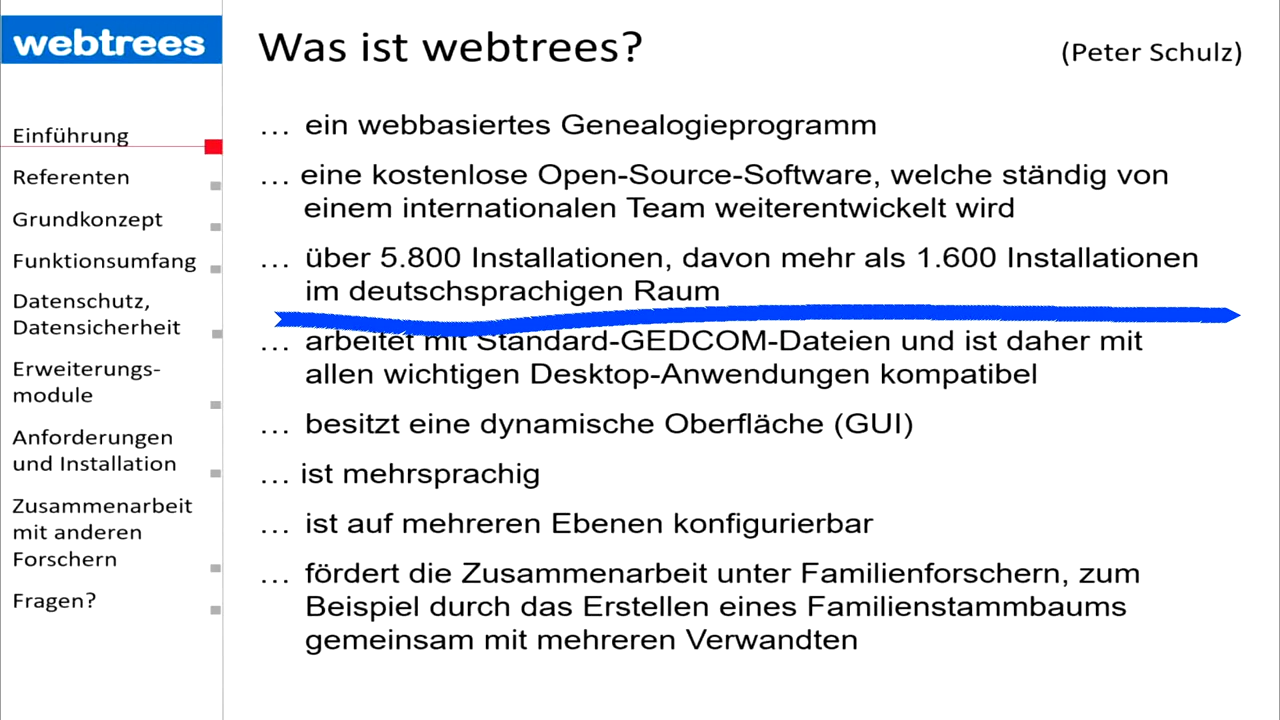 webtrees
Was ist webtrees?
(Peter Schulz)
Einführung
Referenten
Grundkonzept
Funktionsumfang
Datenschutz,
Datensicherheit
Erweiterungs-
module
Anforderungen
und Installation
Zusammenarbeit
mit anderen
Forschern
Fragen?
… ein webbasiertes Genealogieprogramm
… eine kostenlose Open-Source-Software, welche ständig von
einem internationalen Team weiterentwickelt wird
… über 5.800 Installationen, davon mehr als 1.600 Installationen
im deutschsprachigen Raum
… arbeitet mit Standard-GEDCOM-Dateien und ist daher mit
allen wichtigen Desktop-Anwendungen kompatibel
… besitzt eine dynamische Oberfläche (GUI)
… ist mehrsprachig
… ist auf mehreren Ebenen konfigurierbar
… fördert die Zusammenarbeit unter Familienforschern, zum
Beispiel durch das Erstellen eines Familienstammbaums
gemeinsam mit mehreren Verwandten